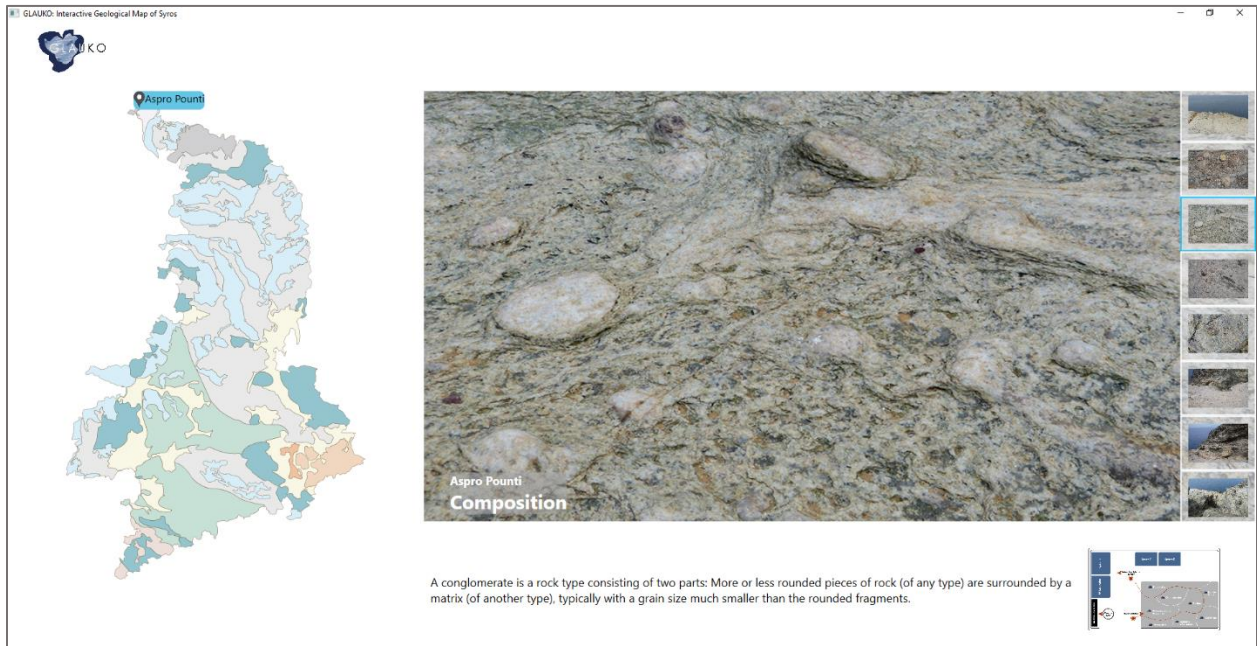 GLAUKO: Interactive Geological Map of Syros
GLAUKO
Aspro Pounti
Aspro Pounti
Composition
A conglomerate is a rock type consisting of two parts: More or less rounded pieces of rock (of any type) are surrounded by a
matrix (of another type), typically with a grain size much smaller than the rounded fragments.